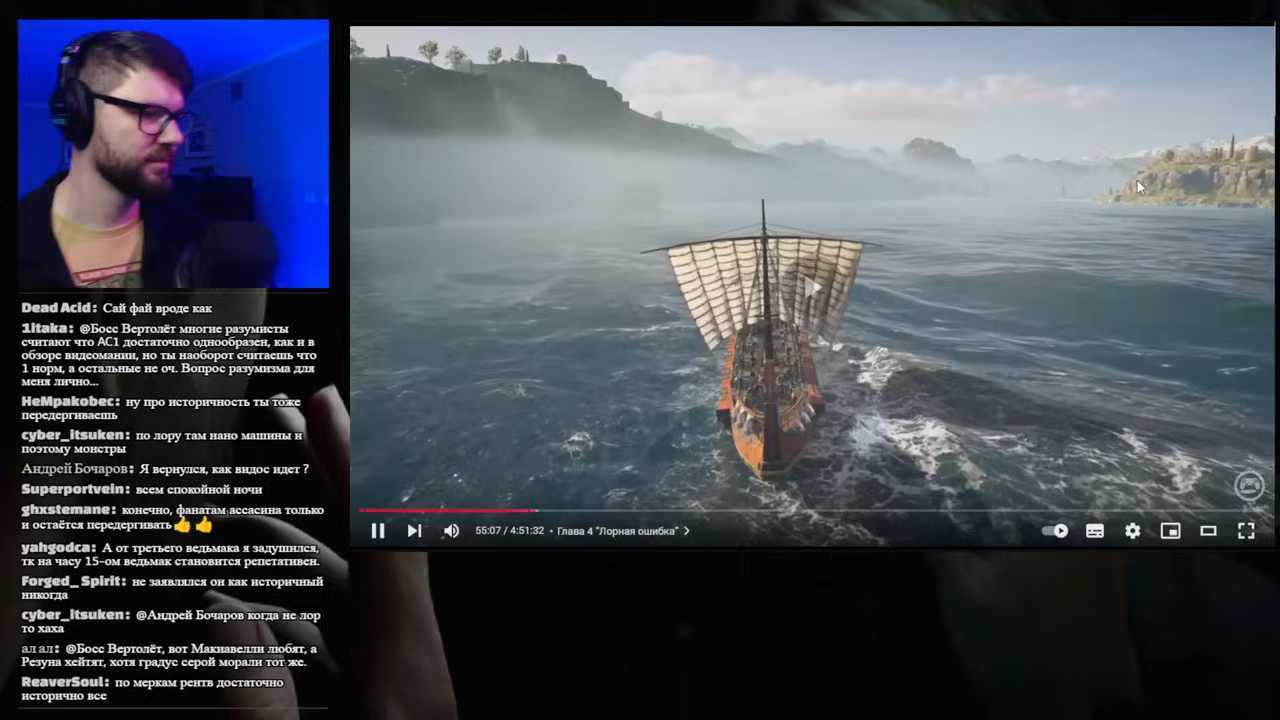 Dead Acid: Сай фай вроде как
1itaka: @Босс Вертолёт многие разумисты
считают что AC1 достаточно однообразен, как и в
обзоре видеомании, но ты наоборот считаешь что
1 норм, а остальные не оч. Вопрос разумизма для
меня лично...
НеМракоbес: ну про историчность ты тоже
передергиваешь
cyber_itsuken: по лору там нано машины и
поэтому монстры
Андрей Бочаров: Я вернулся, как видос идет ?
Superportvein: всем спокойной ночи
ghxstemane: конечно, фанатам ассасина только
и остаётся передергивать👍 👍
yahgodca: А от третьего ведьмака я задушился,
тк на часу 15-ом ведьмак становится репетативен.
Forged_Spirit: не заявлялся он как историчный
никогда
cyber_itsuken: @Андрей Бочаров когда не лор
то хаха
ал ал: @Босс Вертолёт, вот Макиавелли любят, а
Резуна хейтят, хотя градус серой морали тот же.
ReaverSoul: по меркам рентв достаточно
исторично все
55:07 / 4:51:32 • Глава 4 “Лорная ошибка”